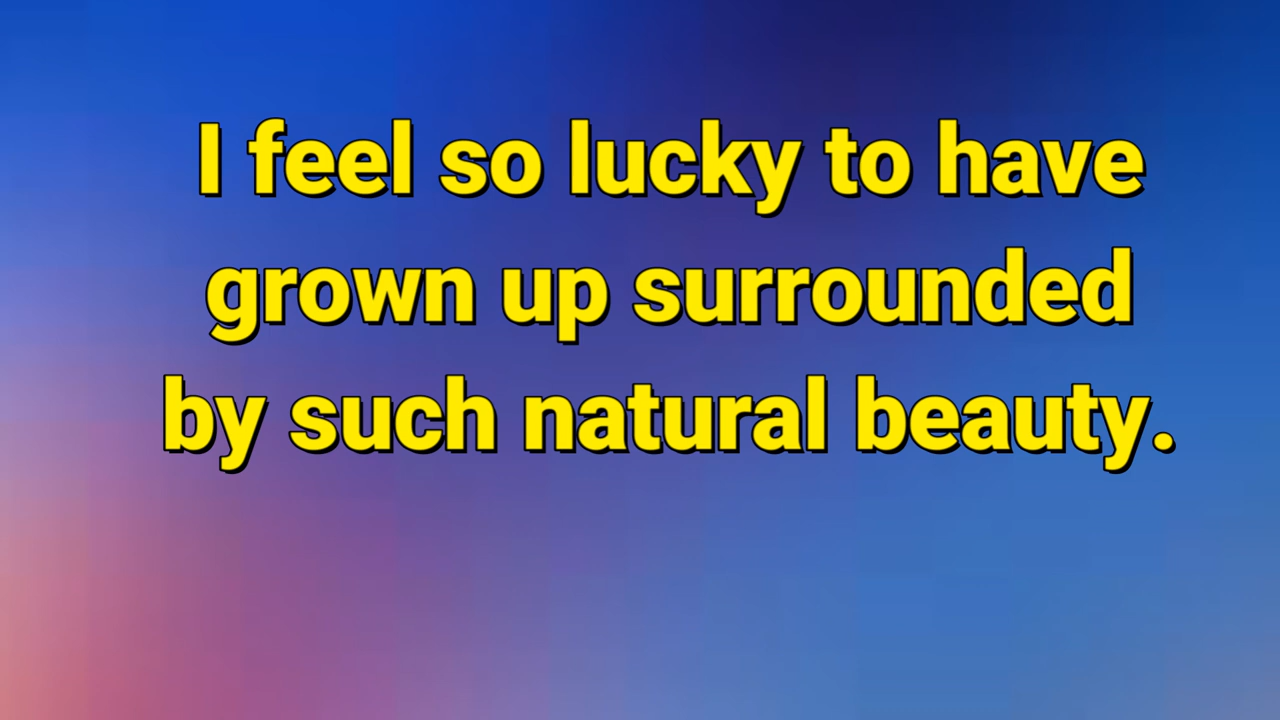 I feel so lucky to have
grown up surrounded
by such natural beauty.